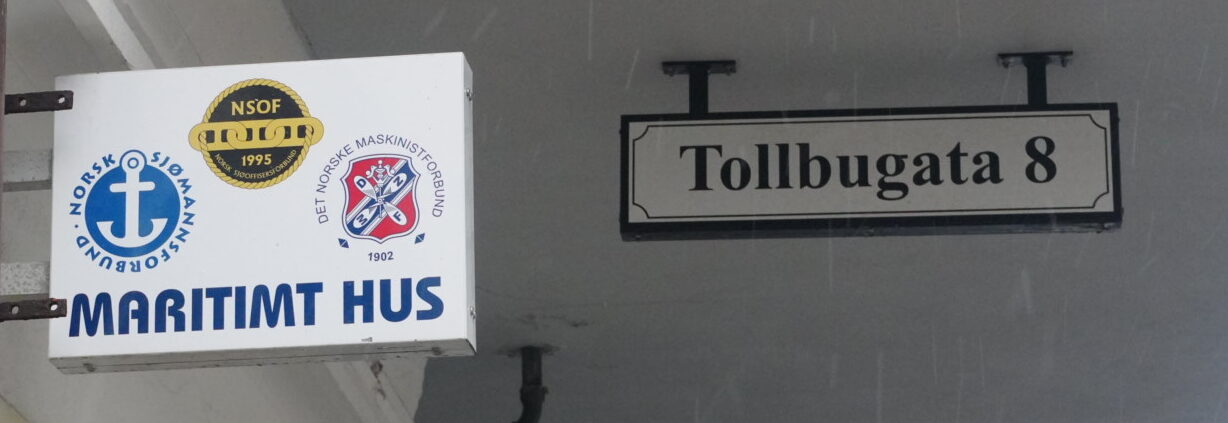 NSOF
1995
NORSK SJØOFFISERSFORBUND
NORSK SJØMANNSFORBUND
DET NORSKE MASKINISTFORBUND
D N M F
1902
MARITIMT HUS
Tollbugata 8